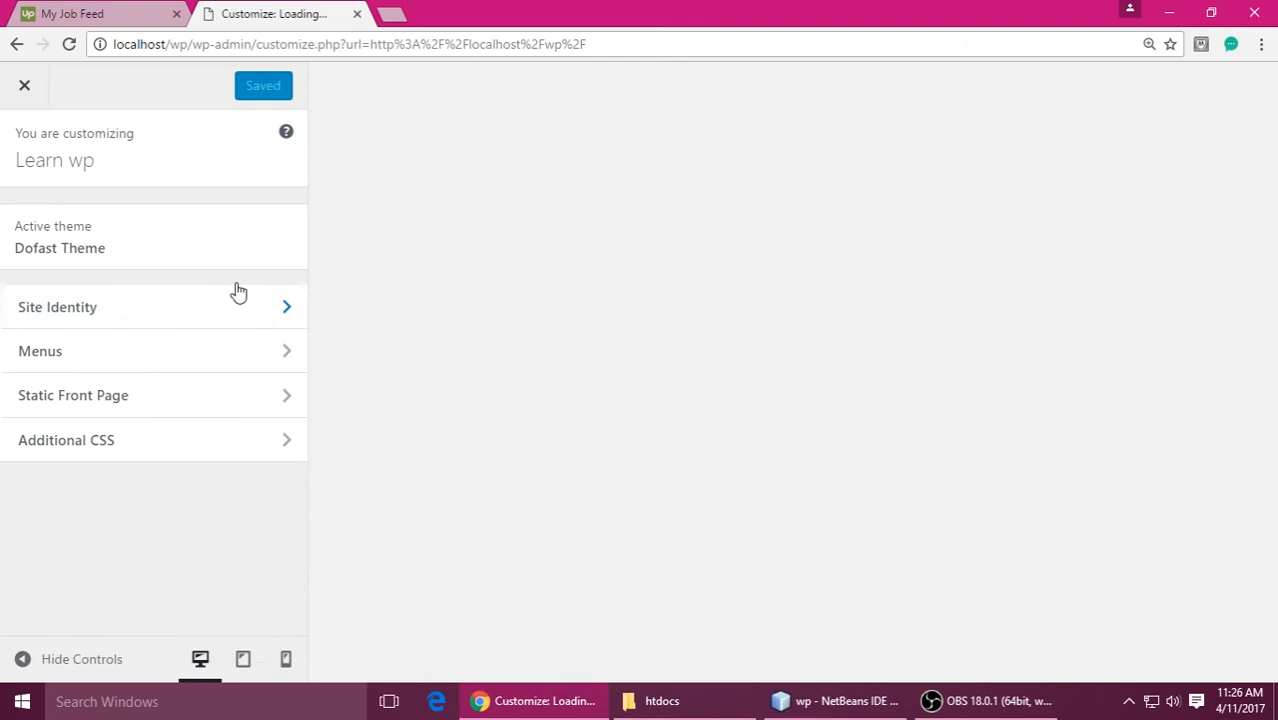 Up My Job Feed
Customize: Loading...
localhost/wp/wp-admin/customize.php?url=http%3A%2F%2Flocalhost%2Fwp%2F
Saved
You are customizing
Learn wp
Active theme
Dofast Theme
Site Identity
Menus
Static Front Page
Additional CSS
Hide Controls
Search Windows
Customize: Loadin...
htdocs
wp - NetBeans IDE ...
OBS 18.0.1 (64bit, w...
11:26 AM
4/11/2017